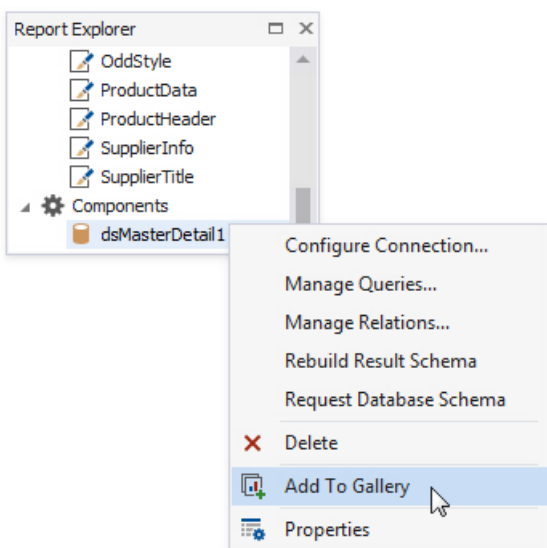 Report Explorer
OddStyle
ProductData
ProductHeader
SupplierInfo
SupplierTitle
Components
dsMasterDetail1
Configure Connection...
Manage Queries...
Manage Relations...
Rebuild Result Schema
Request Database Schema
Delete
Add To Gallery
Properties